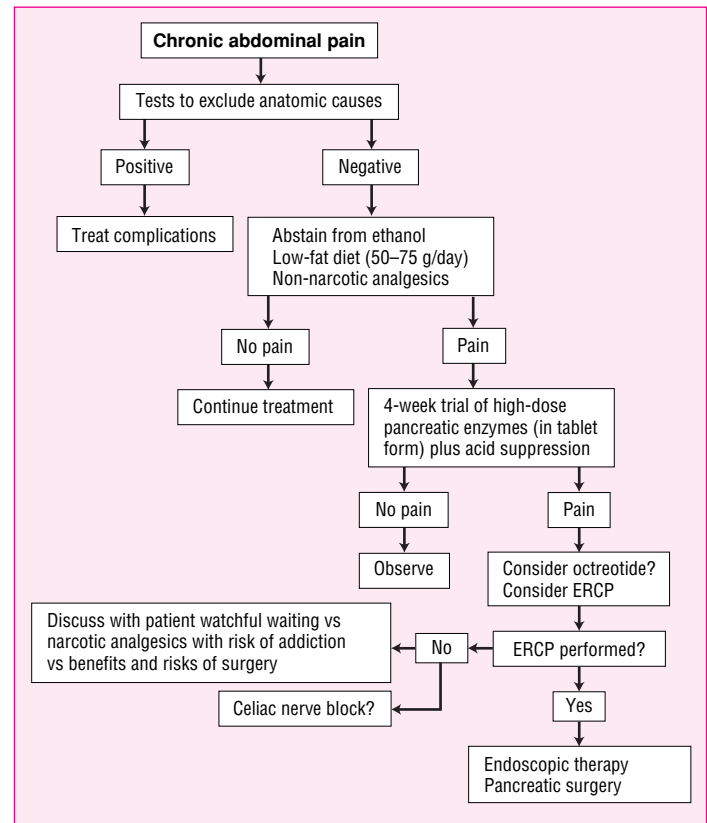 Chronic abdominal pain
Tests to exclude anatomic causes
Positive
Negative
Treat complications
Abstain from ethanol
Low-fat diet (50–75 g/day)
Non-narcotic analgesics
No pain
Pain
Continue treatment
4-week trial of high-dose
pancreatic enzymes (in tablet
form) plus acid suppression
No pain
Pain
Observe
Consider octreotide?
Consider ERCP
Discuss with patient watchful waiting vs
narcotic analgesics with risk of addiction
vs benefits and risks of surgery
No
ERCP performed?
Celiac nerve block?
Yes
Endoscopic therapy
Pancreatic surgery